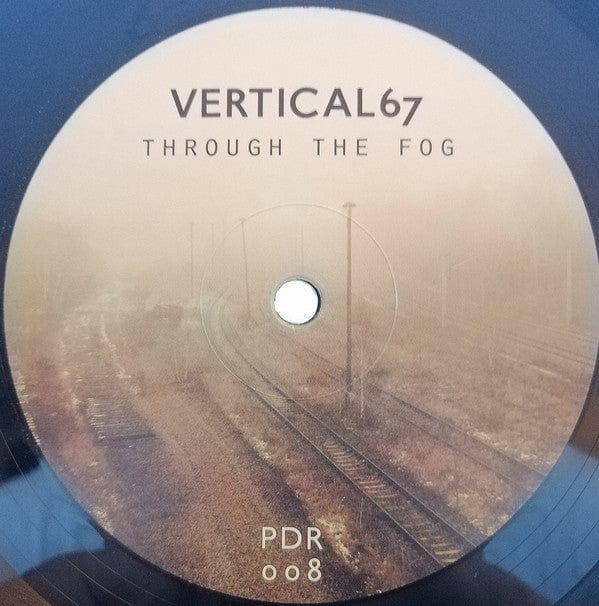 VERTICAL67
THROUGH THE FOG
PDR
008